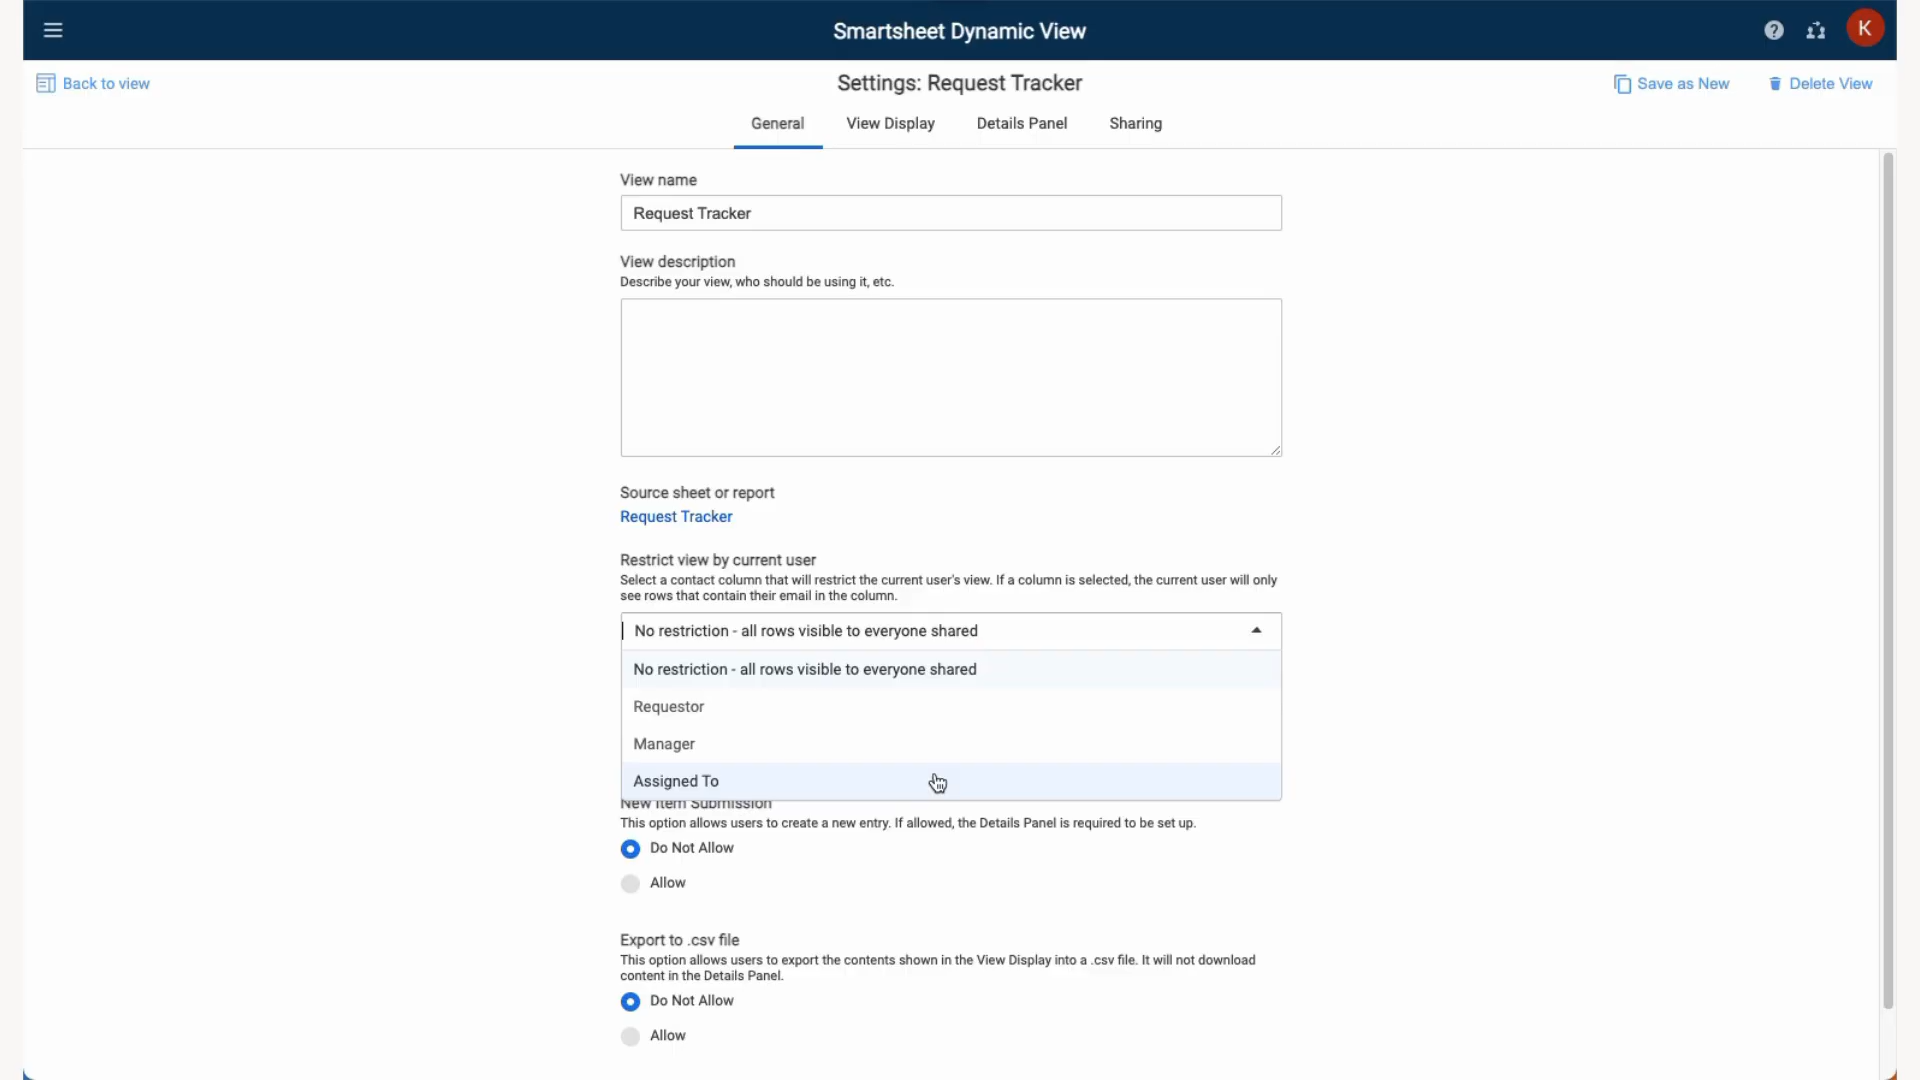 Smartsheet Dynamic View
K
Back to view
Settings: Request Tracker
Save as New
Delete View
General
View Display
Details Panel
Sharing
View name
Request Tracker
View description
Describe your view, who should be using it, etc.
Source sheet or report
Request Tracker
Restrict view by current user
Select a contact column that will restrict the current user's view. If a column is selected, the current user will only
see rows that contain their email in the column.
No restriction - all rows visible to everyone shared
No restriction - all rows visible to everyone shared
Requestor
Manager
Assigned To
New Item Submission
This option allows users to create a new entry. If allowed, the Details Panel is required to be set up.
Do Not Allow
Allow
Export to .csv file
This option allows users to export the contents shown in the View Display into a .csv file. It will not download
content in the Details Panel.
Do Not Allow
Allow